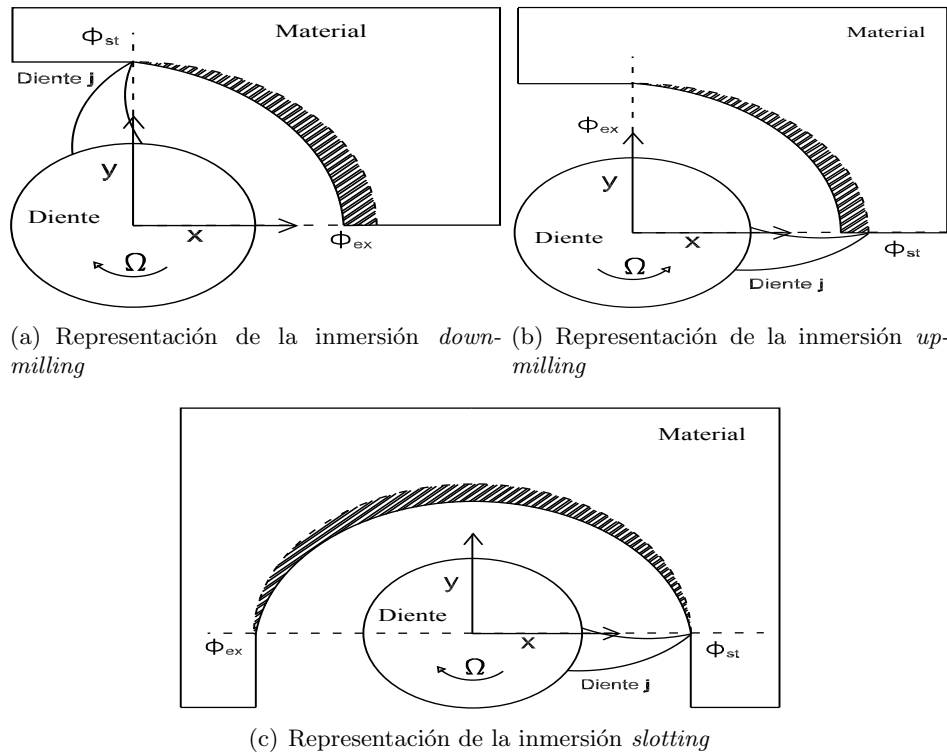 Φst
Material
Diente j
y
Diente
x
Φex
Ω
Material
Φex
y
Diente
x
Φst
Ω
Diente j
(a) Representación de la inmersión down-
milling
(b) Representación de la inmersión up-
milling
Material
y
Diente
x
Φex
Φst
Ω
Diente j
(c) Representación de la inmersión slotting